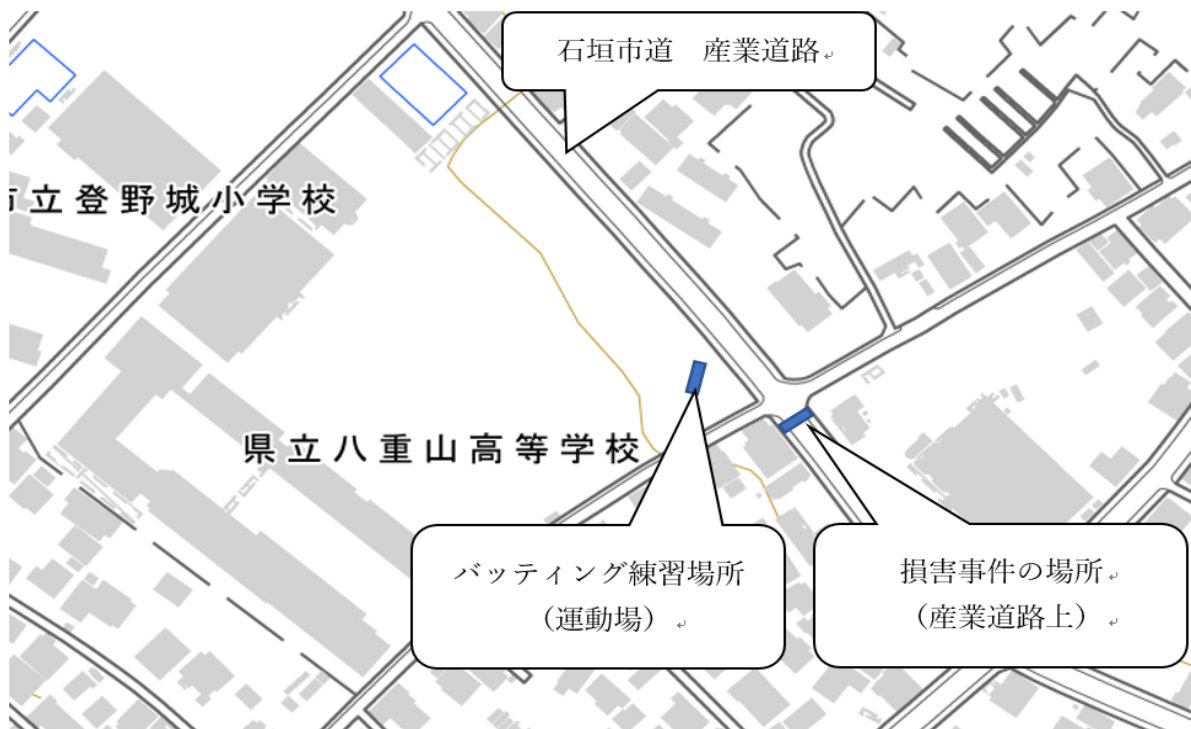 石垣市道　産業道路
市立登野城小学校
県立八重山高等学校
バッティング練習場所
（運動場）
損害事件の場所
（産業道路上）